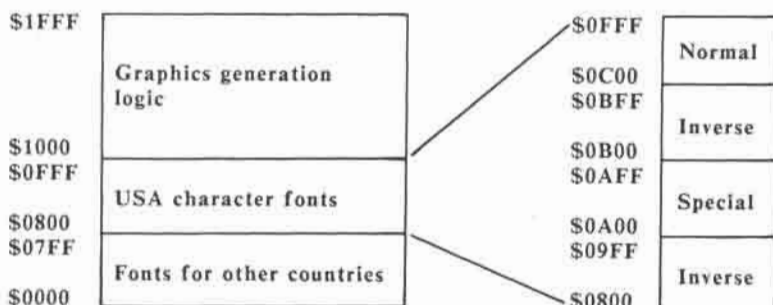 $1FFF
Graphics generation
logic
$1000
$0FFF
USA character fonts
$0800
$07FF
Fonts for other countries
$0000
$0FFF
Normal
$0C00
$0BFF
Inverse
$0B00
$0AFF
Special
$0A00
$09FF
Inverse
$0800